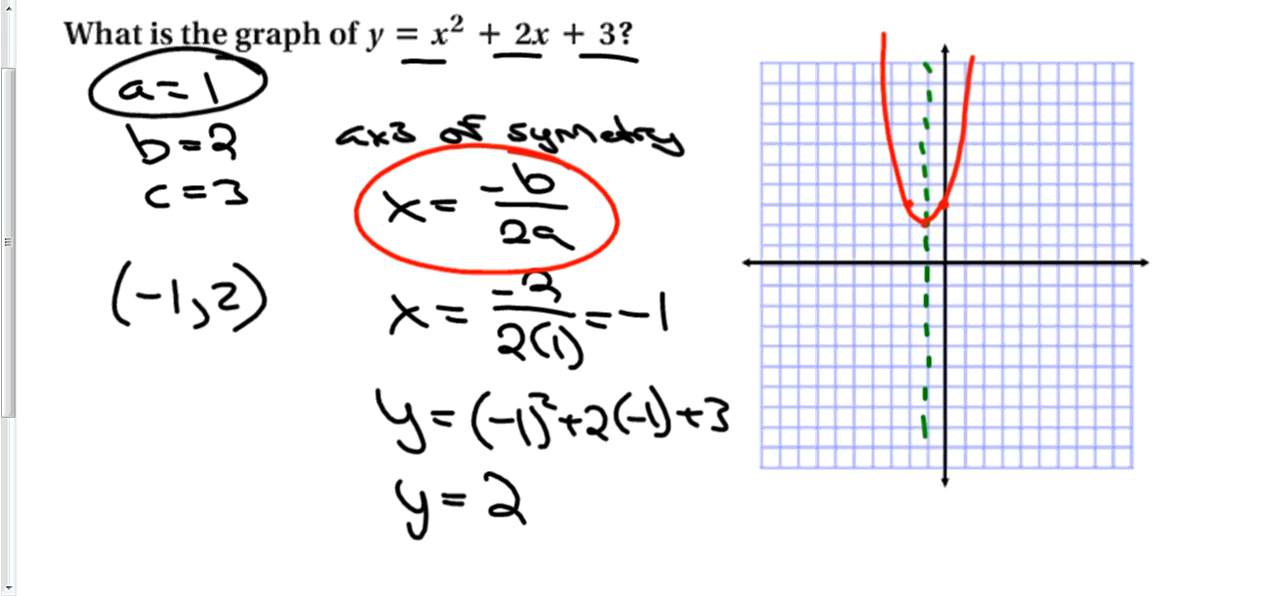 What is the graph of y = x² + 2x + 3?
a=1
b=2
c=3
(-1,2)
axs of symetry
x = -b/2a
x = -2/2(1) = -1
y = (-1)²+2(-1)+3
y = 2